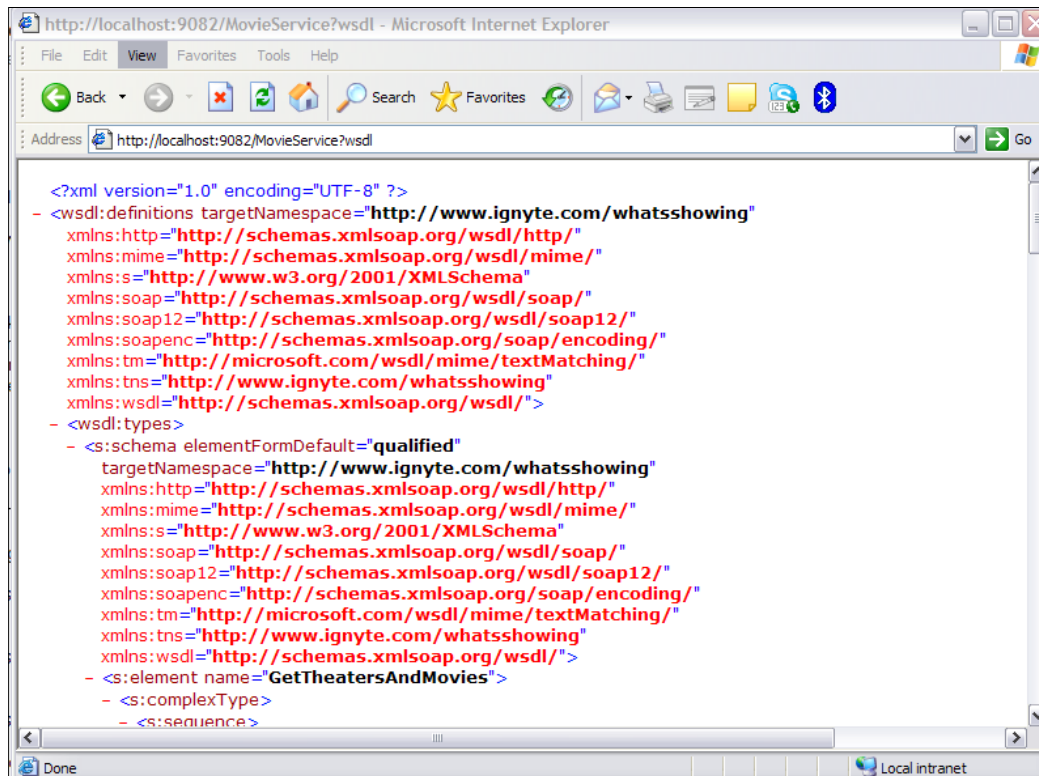 http://localhost:9082/MovieService?wsdl - Microsoft Internet Explorer
File Edit View Favorites Tools Help
Back Search Favorites 123
Address http://localhost:9082/MovieService?wsdl Go
<?xml version="1.0" encoding="UTF-8" ?>
- <wsdl:definitions targetNamespace="http://www.ignyte.com/whatsshowing"
xmlns:http="http://schemas.xmlsoap.org/wsdl/http/"
xmlns:mime="http://schemas.xmlsoap.org/wsdl/mime/"
xmlns:s="http://www.w3.org/2001/XMLSchema"
xmlns:soap="http://schemas.xmlsoap.org/wsdl/soap/"
xmlns:soap12="http://schemas.xmlsoap.org/wsdl/soap12/"
xmlns:soapenc="http://schemas.xmlsoap.org/soap/encoding/"
xmlns:tm="http://microsoft.com/wsdl/mime/textMatching/"
xmlns:tns="http://www.ignyte.com/whatsshowing"
xmlns:wsdl="http://schemas.xmlsoap.org/wsdl/">
- <wsdl:types>
- <s:schema elementFormDefault="qualified"
targetNamespace="http://www.ignyte.com/whatsshowing"
xmlns:http="http://schemas.xmlsoap.org/wsdl/http/"
xmlns:mime="http://schemas.xmlsoap.org/wsdl/mime/"
xmlns:s="http://www.w3.org/2001/XMLSchema"
xmlns:soap="http://schemas.xmlsoap.org/wsdl/soap/"
xmlns:soap12="http://schemas.xmlsoap.org/wsdl/soap12/"
xmlns:soapenc="http://schemas.xmlsoap.org/soap/encoding/"
xmlns:tm="http://microsoft.com/wsdl/mime/textMatching/"
xmlns:tns="http://www.ignyte.com/whatsshowing"
xmlns:wsdl="http://schemas.xmlsoap.org/wsdl/">
- <s:element name="GetTheatersAndMovies">
- <s:complexType>
- <s:sequence>
Done Local intranet